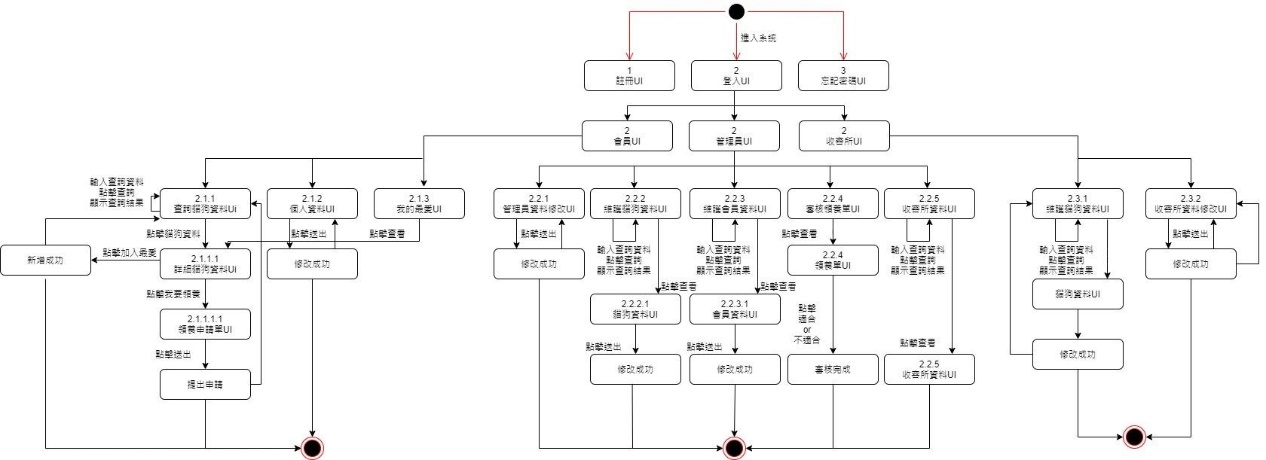 進入系統
1
註冊UI
2
登入UI
3
忘記密碼UI
2
會員UI
2
管理員UI
2
收容所UI
輸入查詢資料
點擊查詢
顯示查詢結果
2.1.1
查詢貓狗資料Ui
2.1.2
個人資料UI
2.1.3
我的最愛UI
2.2.1
管理員資料修改UI
2.2.2
維護貓狗資料UI
2.2.3
維護會員資料UI
2.2.4
審核領養單UI
2.2.5
收容所資料UI
2.3.1
維護貓狗資料UI
2.3.2
收容所資料修改UI
點擊貓狗資料
點擊送出
點擊查看
點擊送出
點擊查看
點擊送出
新增成功
點擊加入最愛
2.1.1.1
詳細貓狗資料UI
修改成功
修改成功
輸入查詢資料
點擊查詢
顯示查詢結果
輸入查詢資料
點擊查詢
顯示查詢結果
2.2.4
領養單UI
輸入查詢資料
點擊查詢
顯示查詢結果
輸入查詢資料
點擊查詢
顯示查詢結果
修改成功
點擊我要領養
點擊查看
點擊查看
2.1.1.1.1
領養申請單UI
2.2.2.1
貓狗資料UI
2.2.3.1
會員資料UI
點擊
適合
or
不適合
貓狗資料UI
點擊送出
點擊送出
點擊送出
點擊查看
提出申請
修改成功
修改成功
審核完成
2.2.5
收容所資料UI
修改成功